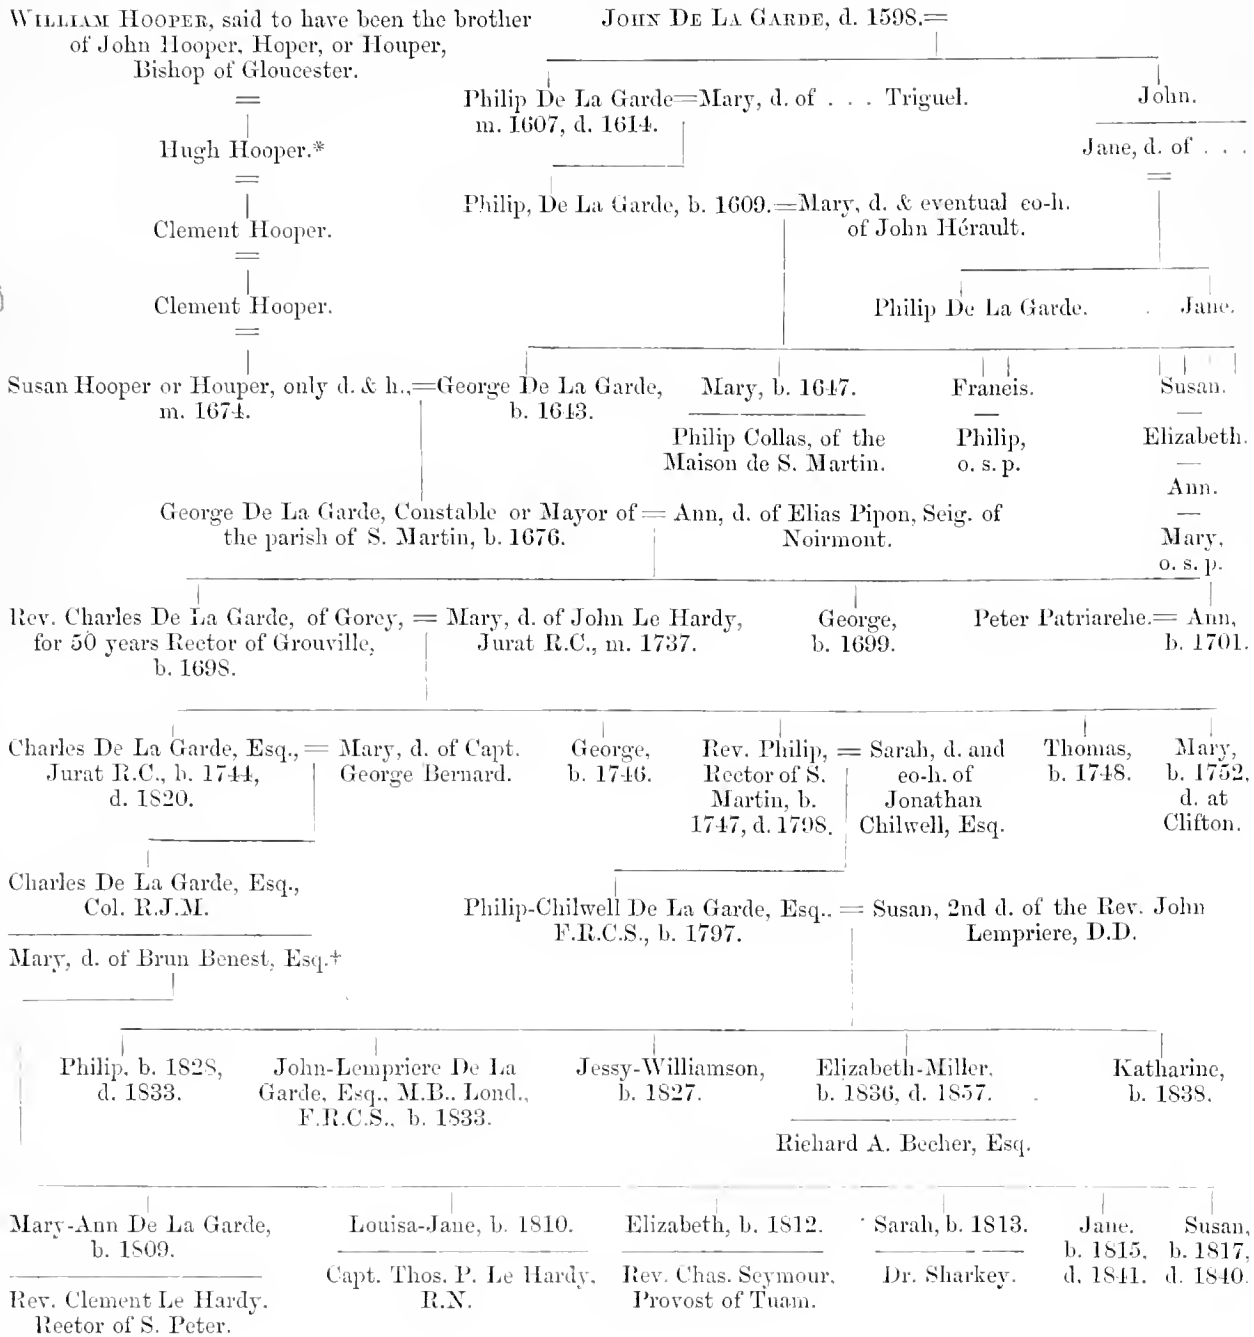 WILLIAM HOOPER, said to have been the brother
of John Hooper, Hoper, or Houper,
Bishop of Gloucester.
=
Hugh Hooper.*
=
Clement Hooper.
=
Clement Hooper.
=
JOHN DE LA GARDE, d. 1598.=
Philip De La Garde=Mary, d. of . . . Triguel.
m. 1607, d. 1614.
John.
Jane, d. of . . .
=
Philip, De La Garde, b. 1609.=Mary, d. & eventual co-h.
of John Hérault.
Philip De La Garde.
Jane.
Susan Hooper or Houper, only d. & h.,=George De La Garde,
m. 1674.
b. 1643.
Mary, b. 1647.
Philip Collas, of the
Maison de S. Martin.
Francis.
—
Philip,
o. s. p.
Susan.
—
Elizabeth.
—
Ann.
—
Mary,
o. s. p.
George De La Garde, Constable or Mayor of = Ann, d. of Elias Pipon, Seig. of
the parish of S. Martin, b. 1676.
Noirmont.
Rev. Charles De La Garde, of Gorey, = Mary, d. of John Le Hardy,
for 50 years Rector of Grouville,
b. 1698.
Jurat R.C., m. 1737.
George,
b. 1699.
Peter Patriarche.= Ann,
b. 1701.
Charles De La Garde, Esq., = Mary, d. of Capt.
Jurat R.C., b. 1744,
d. 1820.
George Bernard.
George,
b. 1746.
Rev. Philip, = Sarah, d. and
Rector of S.
Martin, b.
1747, d. 1798.
co-h. of
Jonathan
Chilwell, Esq.
Thomas,
b. 1748.
Mary,
b. 1752,
d. at
Clifton.
Charles De La Garde, Esq.,
Col. R.J.M.
Mary, d. of Brun Benest, Esq.+
Philip-Chilwell De La Garde, Esq.. = Susan, 2nd d. of the Rev. John
F.R.C.S., b. 1797.
Lempriere, D.D.
Philip, b. 1828,
d. 1833.
John-Lempriere De La
Garde, Esq., M.B.. Lond.,
F.R.C.S., b. 1833.
Jessy-Williamson,
b. 1827.
Elizabeth-Miller,
b. 1836, d. 1857.
Richard A. Becher, Esq.
Katharine,
b. 1838.
Mary-Ann De La Garde,
b. 1809.
Rev. Clement Le Hardy.
Rector of S. Peter.
Louisa-Jane, b. 1810.
Capt. Thos. P. Le Hardy,
R.N.
Elizabeth, b. 1812.
Rev. Chas. Seymour,
Provost of Tuam.
Sarah, b. 1813.
Dr. Sharkey.
Jane.
b. 1815,
d. 1841.
Susan,
b. 1817,
d. 1840.